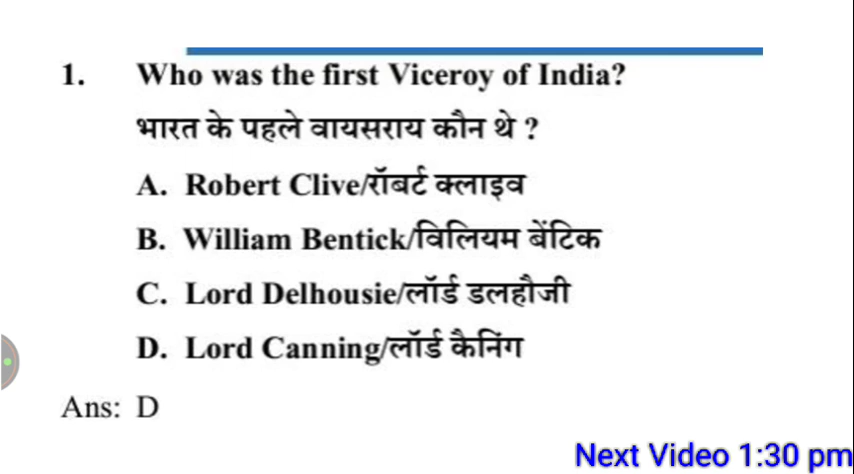 1. Who was the first Viceroy of India?
भारत के पहले वायसराय कौन थे ?
A. Robert Clive/रॉबर्ट क्लाइव
B. William Bentick/विलियम बेंटिक
C. Lord Delhousie/लॉर्ड डलहौजी
D. Lord Canning/लॉर्ड कैनिंग
Ans: D
Next Video 1:30 pm